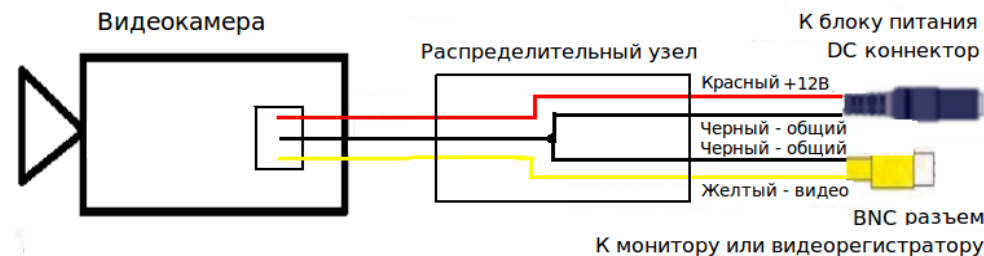 Видеокамера
К блоку питания
DC коннектор
Распределительный узел
Красный +12В
Черный - общий
Черный - общий
Желтый - видео
BNC разъем
К монитору или видеорегистратору